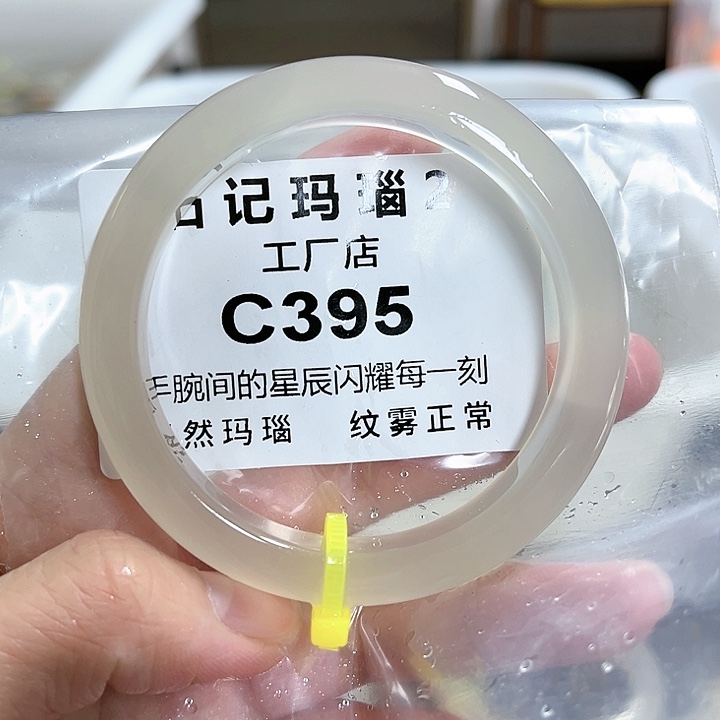 记玛瑙2
工厂店
C395
手腕间的星辰闪耀每一刻
然玛瑙 纹雾正常